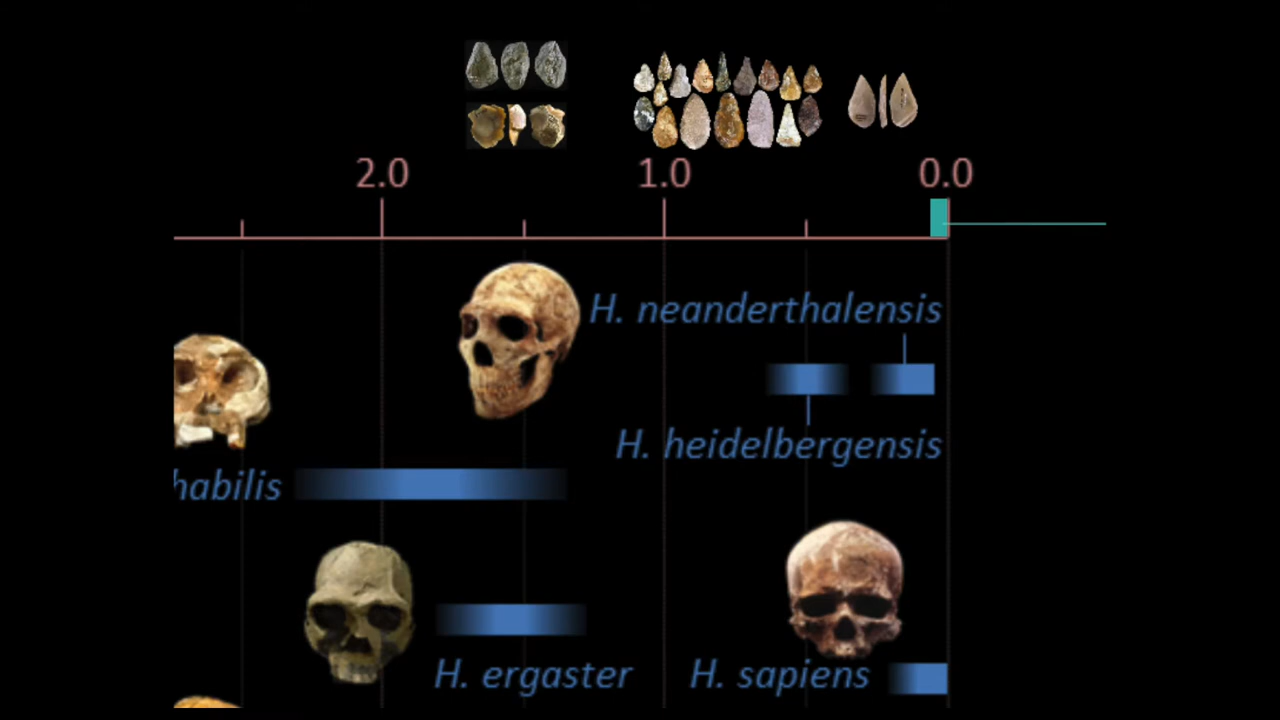 2.0 1.0 0.0
H. neanderthalensis
H. heidelbergensis
habilis
H. ergaster
H. sapiens